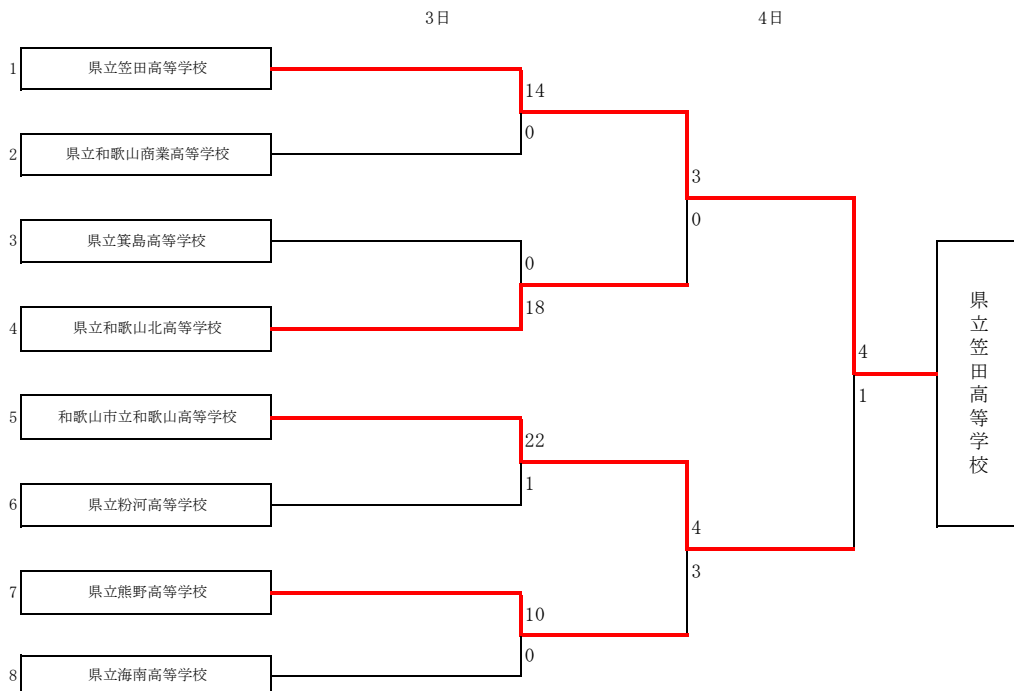 3日
4日
1
県立笠田高等学校
14
0
2
県立和歌山商業高等学校
3
0
3
県立箕島高等学校
0
18
4
県立和歌山北高等学校
4
1
県立笠田高等学校
5
和歌山市立和歌山高等学校
22
1
6
県立粉河高等学校
4
3
7
県立熊野高等学校
10
0
8
県立海南高等学校